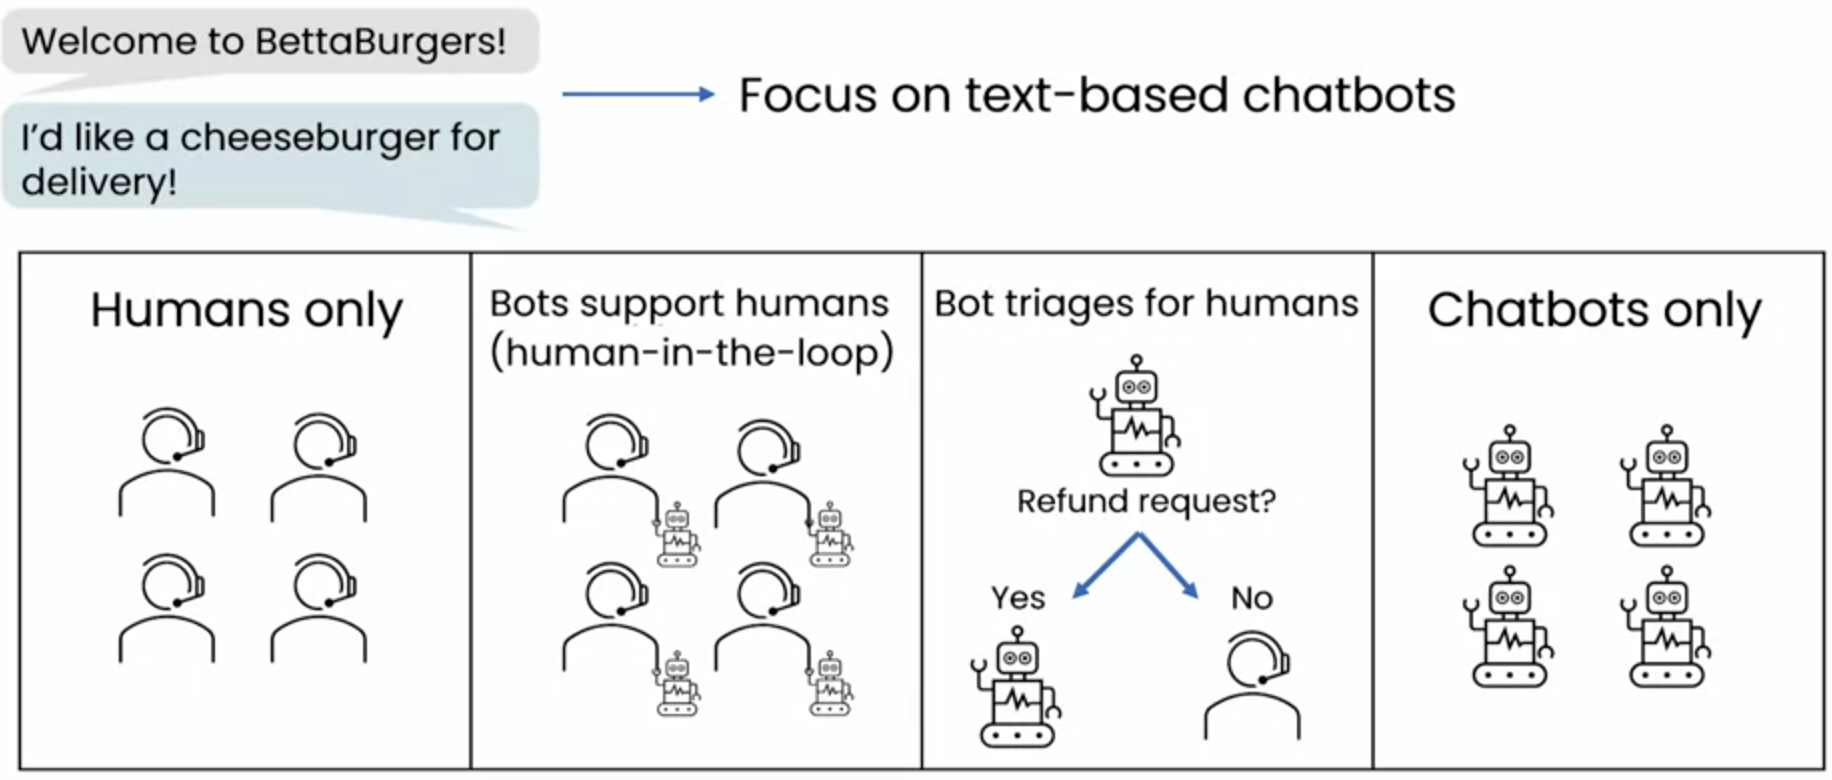 Welcome to BettaBurgers!
I'd like a cheeseburger for
delivery!
Focus on text-based chatbots
Humans only
Bots support humans
(human-in-the-loop)
Bot triages for humans
Refund request?
Yes
No
Chatbots only